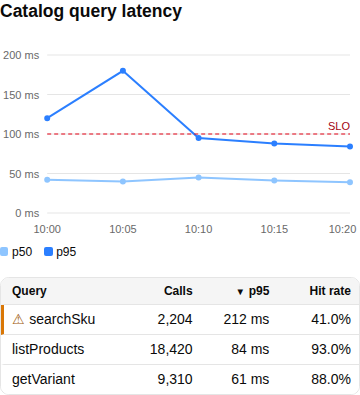 Catalog query latency
200 ms
150 ms
SLO
100 ms
50 ms
0 ms
10:00 10:05 10:10 10:15 10:20
p50 p95
Query Calls ▼ p95 Hit rate
⚠ searchSku 2,204 212 ms 41.0%
listProducts 18,420 84 ms 93.0%
getVariant 9,310 61 ms 88.0%